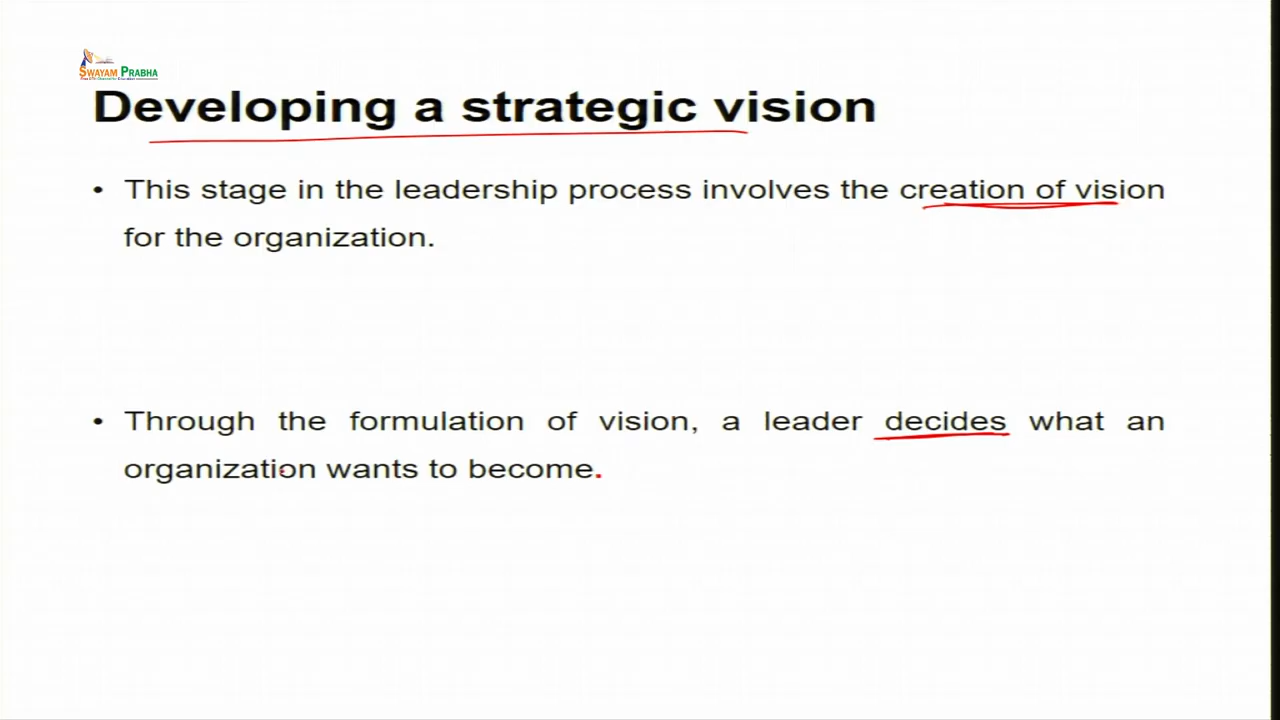 SWAYAM PRABHA
Developing a strategic vision
• This stage in the leadership process involves the creation of vision
for the organization.
• Through the formulation of vision, a leader decides what an
organization wants to become.